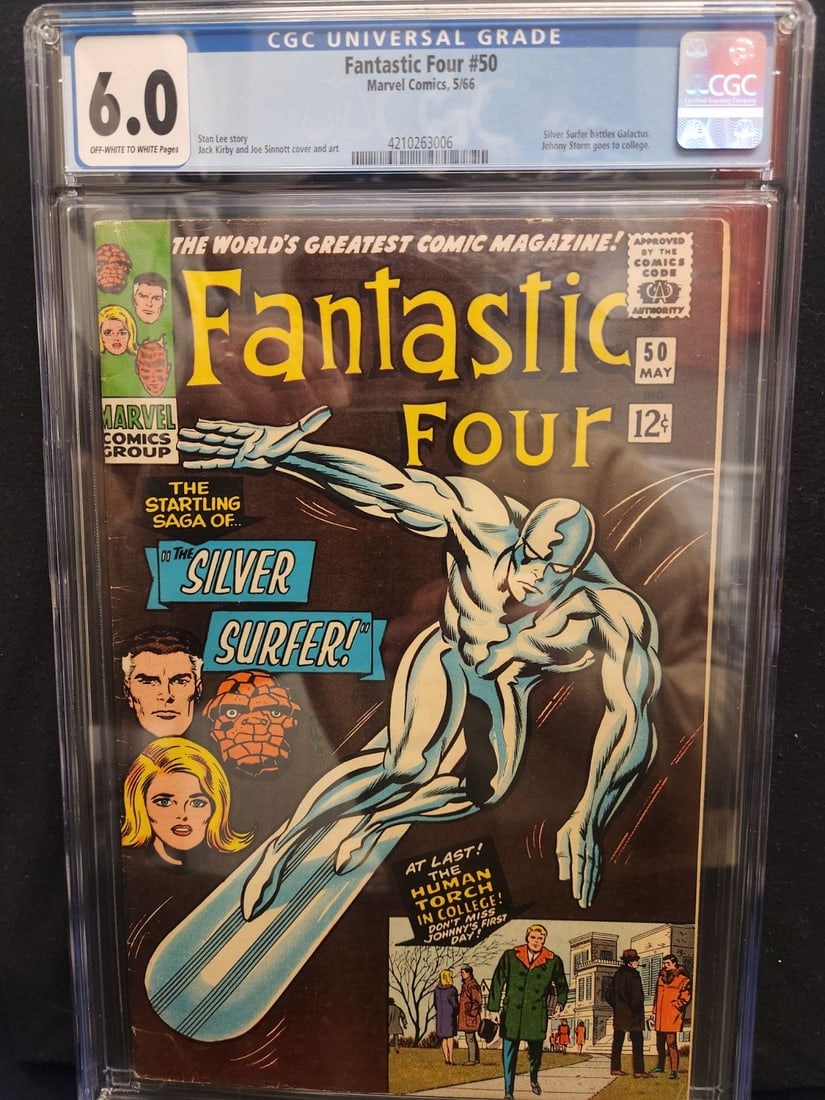 CGC UNIVERSAL GRADE
6.0
OFF-WHITE TO WHITE Pages
Fantastic Four #50
Marvel Comics, 5/66
Stan Lee story
Jack Kirby and Joe Sinnott cover and art
4210263006
Silver Surfer battles Galactus.
Johnny Storm goes to college.
CGC
Certified Guaranty Company
THE WORLD'S GREATEST COMIC MAGAZINE!
APPROVED
BY THE
COMICS
CODE
AUTHORITY
Fantastic
Four
50
MAY
IND.
12¢
MARVEL
COMICS
GROUP
THE
STARTLING
SAGA OF..
"THE SILVER
SURFER!"
AT LAST!
THE
HUMAN
TORCH
IN COLLEGE!
DON'T MISS
JOHNNY'S FIRST
DAY!